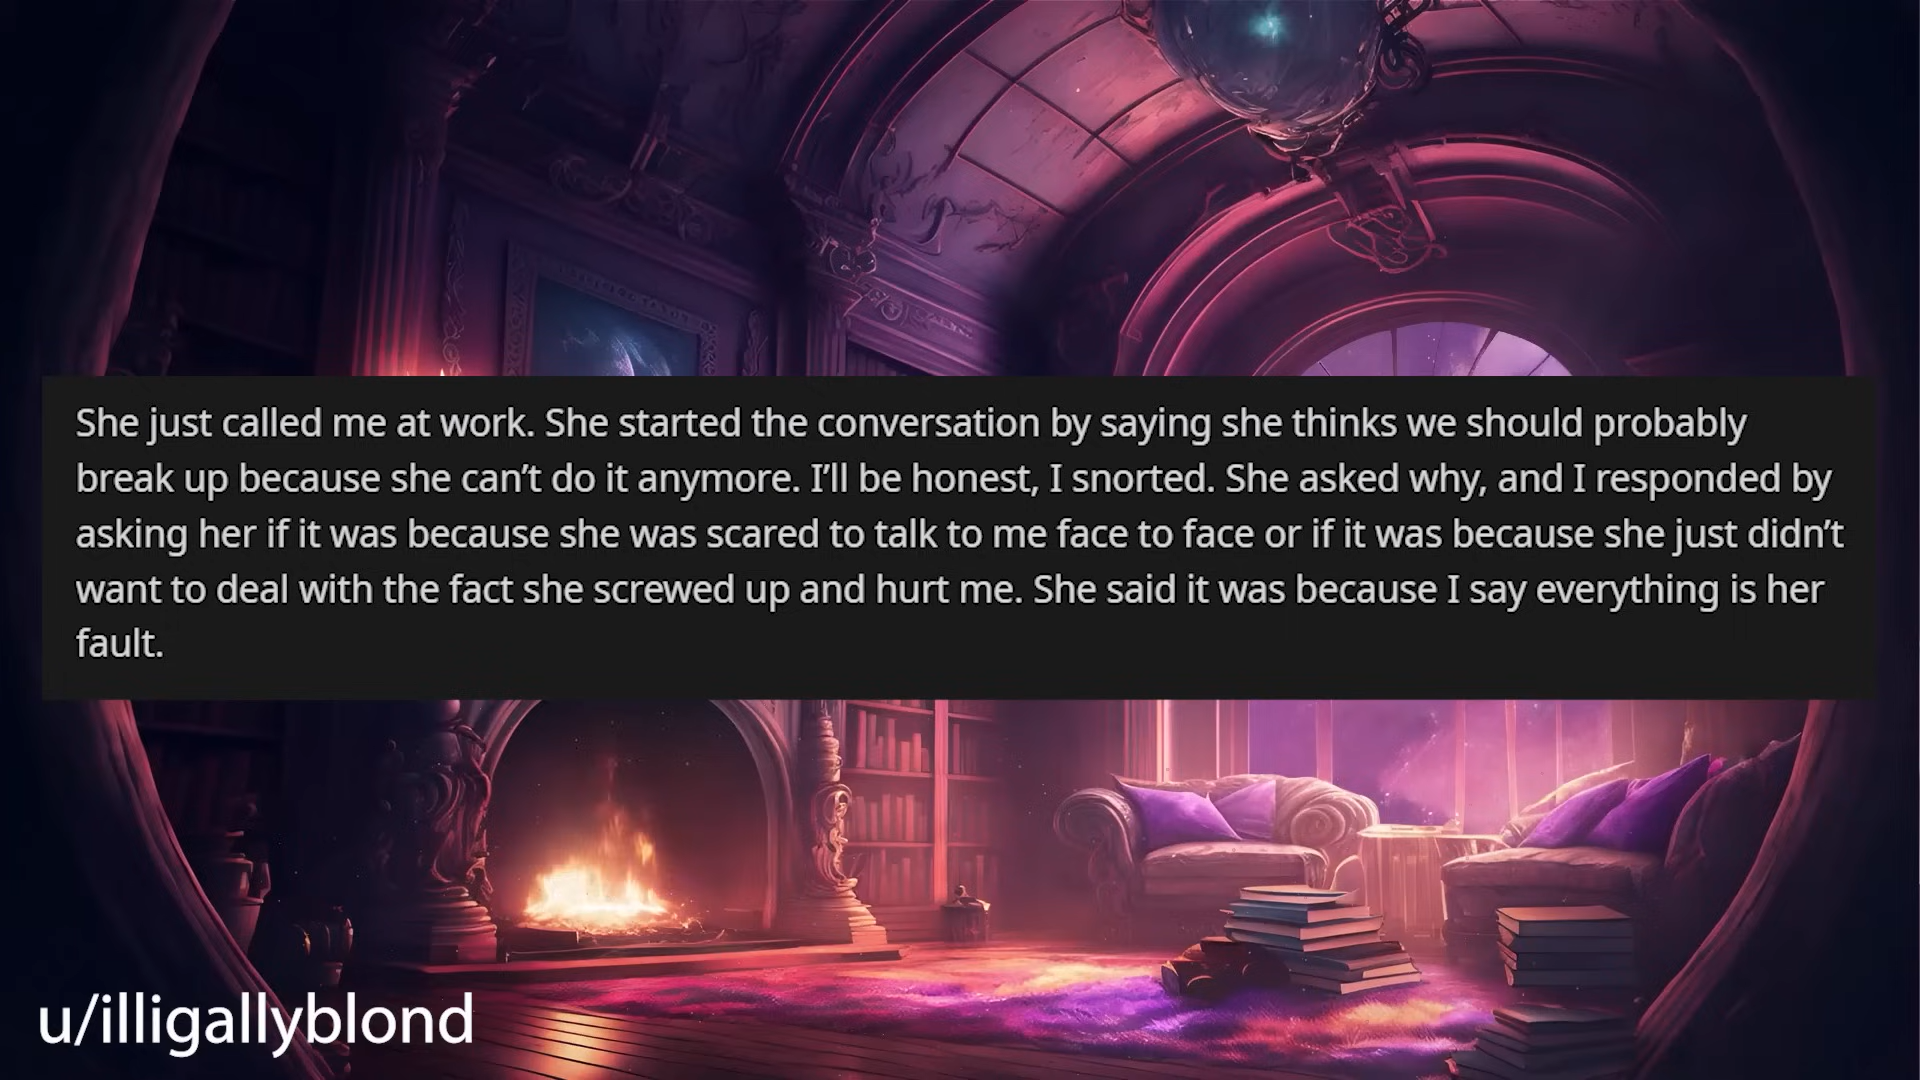 She just called me at work. She started the conversation by saying she thinks we should probably
break up because she can’t do it anymore. I’ll be honest, I snorted. She asked why, and I responded by
asking her if it was because she was scared to talk to me face to face or if it was because she just didn’t
want to deal with the fact she screwed up and hurt me. She said it was because I say everything is her
fault.
u/illigallyblond